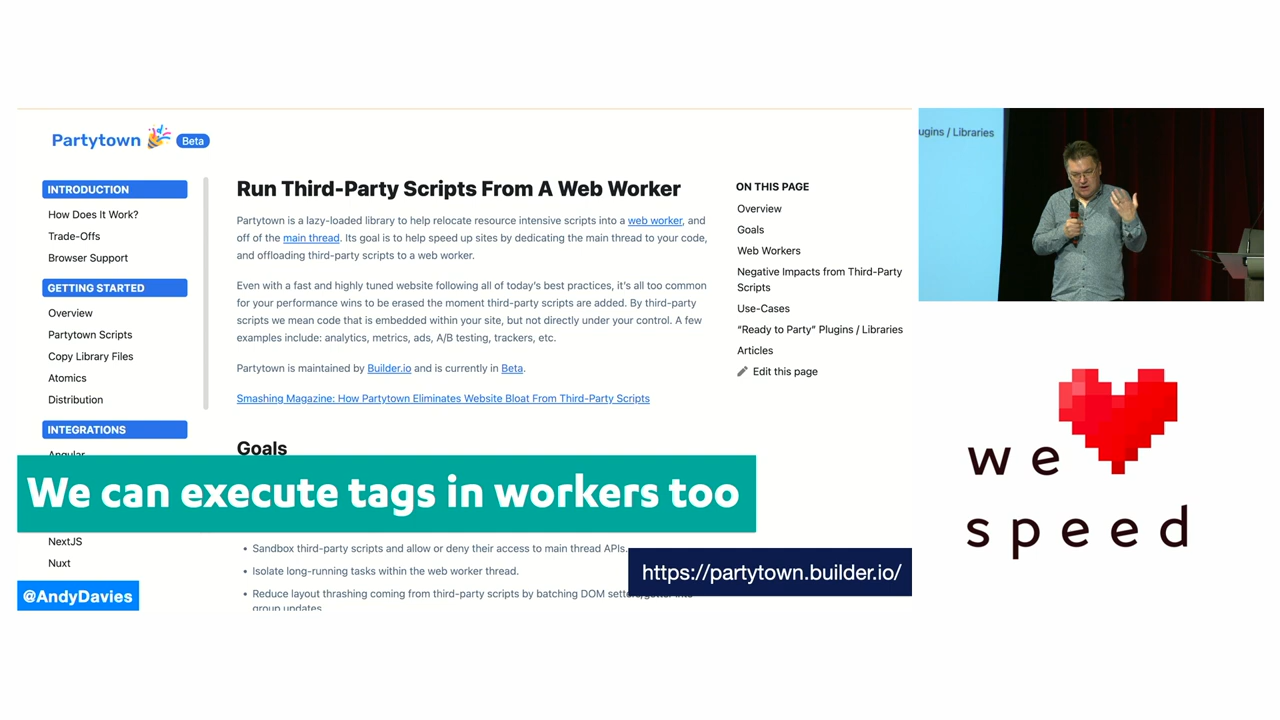 Partytown
Beta
INTRODUCTION
How Does It Work?
Trade-Offs
Browser Support
GETTING STARTED
Overview
Partytown Scripts
Copy Library Files
Atomics
Distribution
INTEGRATIONS
Angular
NextJS
Nuxt
Run Third-Party Scripts From A Web Worker
Partytown is a lazy-loaded library to help relocate resource intensive scripts into a web worker, and
off of the main thread. Its goal is to help speed up sites by dedicating the main thread to your code,
and offloading third-party scripts to a web worker.
Even with a fast and highly tuned website following all of today's best practices, it's all too common
for your performance wins to be erased the moment third-party scripts are added. By third-party
scripts we mean code that is embedded within your site, but not directly under your control. A few
examples include: analytics, metrics, ads, A/B testing, trackers, etc.
Partytown is maintained by Builder.io and is currently in Beta.
Smashing Magazine: How Partytown Eliminates Website Bloat From Third-Party Scripts
Goals
We can execute tags in workers too
• Sandbox third-party scripts and allow or deny their access to main thread APIs.
• Isolate long-running tasks within the web worker thread.
• Reduce layout thrashing coming from third-party scripts by batching DOM
group updates
https://partytown.builder.io/
@AndyDavies
ON THIS PAGE
Overview
Goals
Web Workers
Negative Impacts from Third-Party
Scripts
Use-Cases
“Ready to Party” Plugins / Libraries
Articles
Edit this page
ugins / Libraries
we
speed